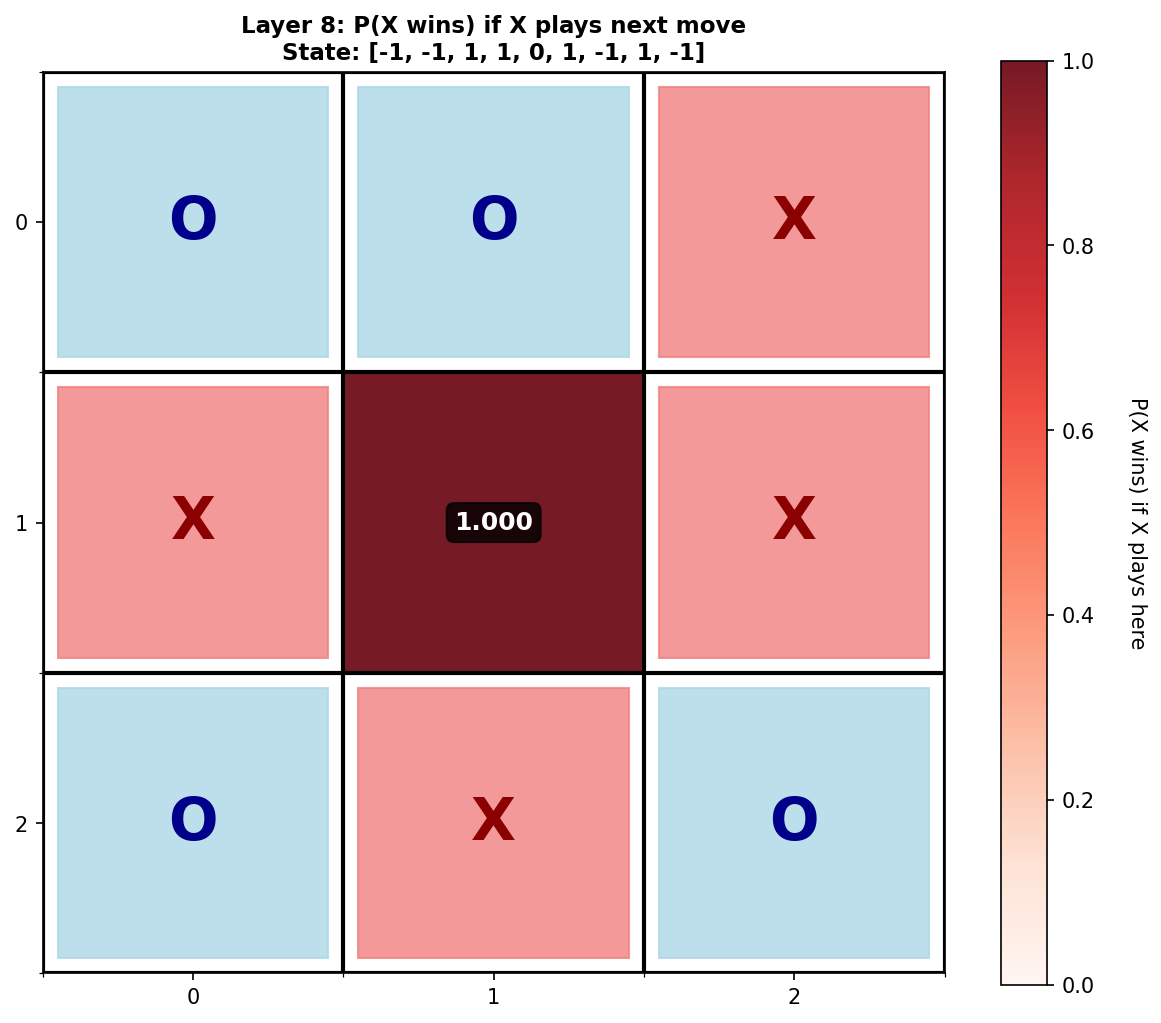 Layer 8: P(X wins) if X plays next move
State: [-1, -1, 1, 1, 0, 1, -1, 1, -1]
0
O
O
X
1
X
1.000
X
2
O
X
O
0
1
2
1.0
0.8
0.6
0.4
0.2
0.0
P(X wins) if X plays here